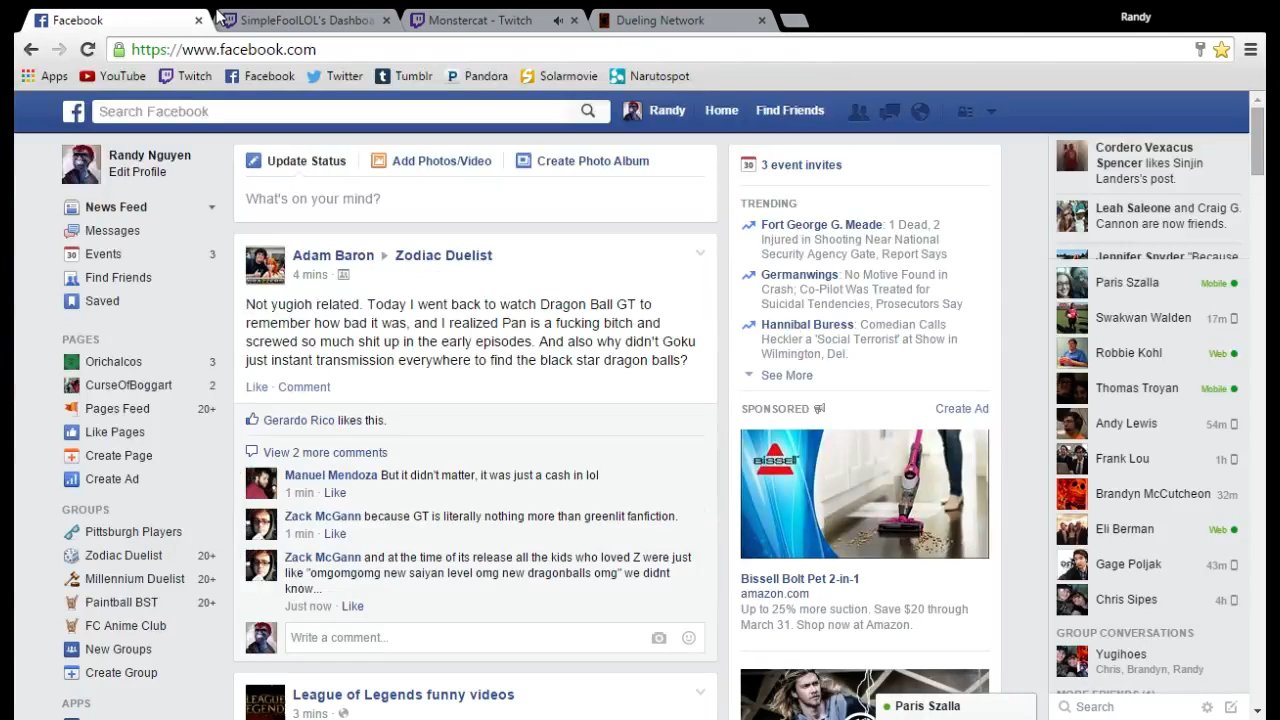 Facebook
SimpleFoolLOL's Dashboa
Monstercat - Twitch
Dueling Network
Randy
https://www.facebook.com
Apps
YouTube
Twitch
Facebook
Twitter
Tumblr
Pandora
Solarmovie
Narutospot
Search Facebook
Randy
Home
Find Friends
Randy Nguyen
Edit Profile
News Feed
Messages
Events 3
Find Friends
Saved
PAGES
Orichalcos 3
CurseOfBoggart 2
Pages Feed 20+
Like Pages
Create Page
Create Ad
GROUPS
Pittsburgh Players
Zodiac Duelist 20+
Millennium Duelist 20+
Paintball BST 20+
FC Anime Club
New Groups
Create Group
APPS
Update Status
Add Photos/Video
Create Photo Album
What's on your mind?
Adam Baron ▸ Zodiac Duelist
4 mins ·
Not yugioh related. Today I went back to watch Dragon Ball GT to
remember how bad it was, and I realized Pan is a fucking bitch and
screwed so much shit up in the early episodes. And also why didn't Goku
just instant transmission everywhere to find the black star dragon balls?
Like · Comment
Gerardo Rico likes this.
View 2 more comments
Manuel Mendoza But it didn't matter, it was just a cash in lol
1 min · Like
Zack McGann because GT is literally nothing more than greenlit fanfiction.
1 min · Like
Zack McGann and at the time of its release all the kids who loved Z were just
like "omgomgomg new saiyan level omg new dragonballs omg" we didnt
know...
Just now · Like
Write a comment...
LEAGUE
LEGENDS
League of Legends funny videos
3 mins ·
30
3 event invites
TRENDING
Fort George G. Meade: 1 Dead, 2
Injured in Shooting Near National
Security Agency Gate, Report Says
Germanwings: No Motive Found in
Crash; Co-Pilot Was Treated for
Suicidal Tendencies, Prosecutors Say
Hannibal Buress: Comedian Calls
Heckler a 'Social Terrorist' at Show in
Wilmington, Del.
See More
SPONSORED
Create Ad
BISSELL
Bissell Bolt Pet 2-in-1
amazon.com
Up to 25% more suction. Save $20 through
March 31. Shop now at Amazon.
Paris Szalla
Cordero Vexacus
Spencer likes Sinjin
Landers's post.
Leah Saleone and Craig G.
Cannon are now friends.
Jennifer Snyder "Because
Paris Szalla Mobile
Swakwan Walden 17m
Robbie Kohl Web
Thomas Troyan Mobile
Andy Lewis 54m
Frank Lou 1h
Brandyn McCutcheon 32m
Eli Berman Web
Gage Poljak 43m
Chris Sipes 4h
GROUP CONVERSATIONS
Yugihoes
Chris, Brandyn, Randy
MORE FRIENDS (4)
Search